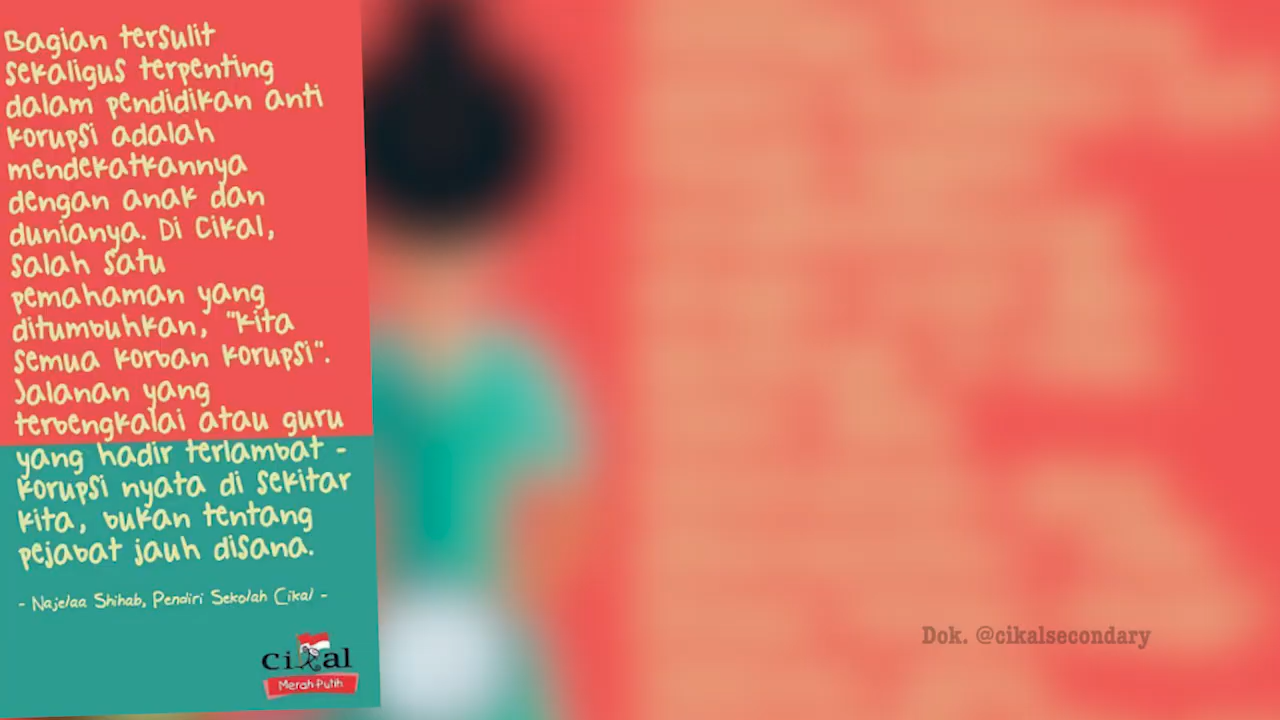 Bagian tersulit
sekaligus terpenting
dalam pendidikan anti
korupsi adalah
mendekatkannya
dengan anak dan
dunianya. Di Cikal,
salah satu
pemahaman yang
ditumbuhkan, "kita
semua korban korupsi".
Jalanan yang
terbengkalai atau guru
yang hadir terlambat -
korupsi nyata di sekitar
kita, bukan tentang
pejabat jauh disana.
- Najelaa Shihab, Pendiri Sekolah Cikal -
cikal
Merah Putih
Dok. @cikalsecondary